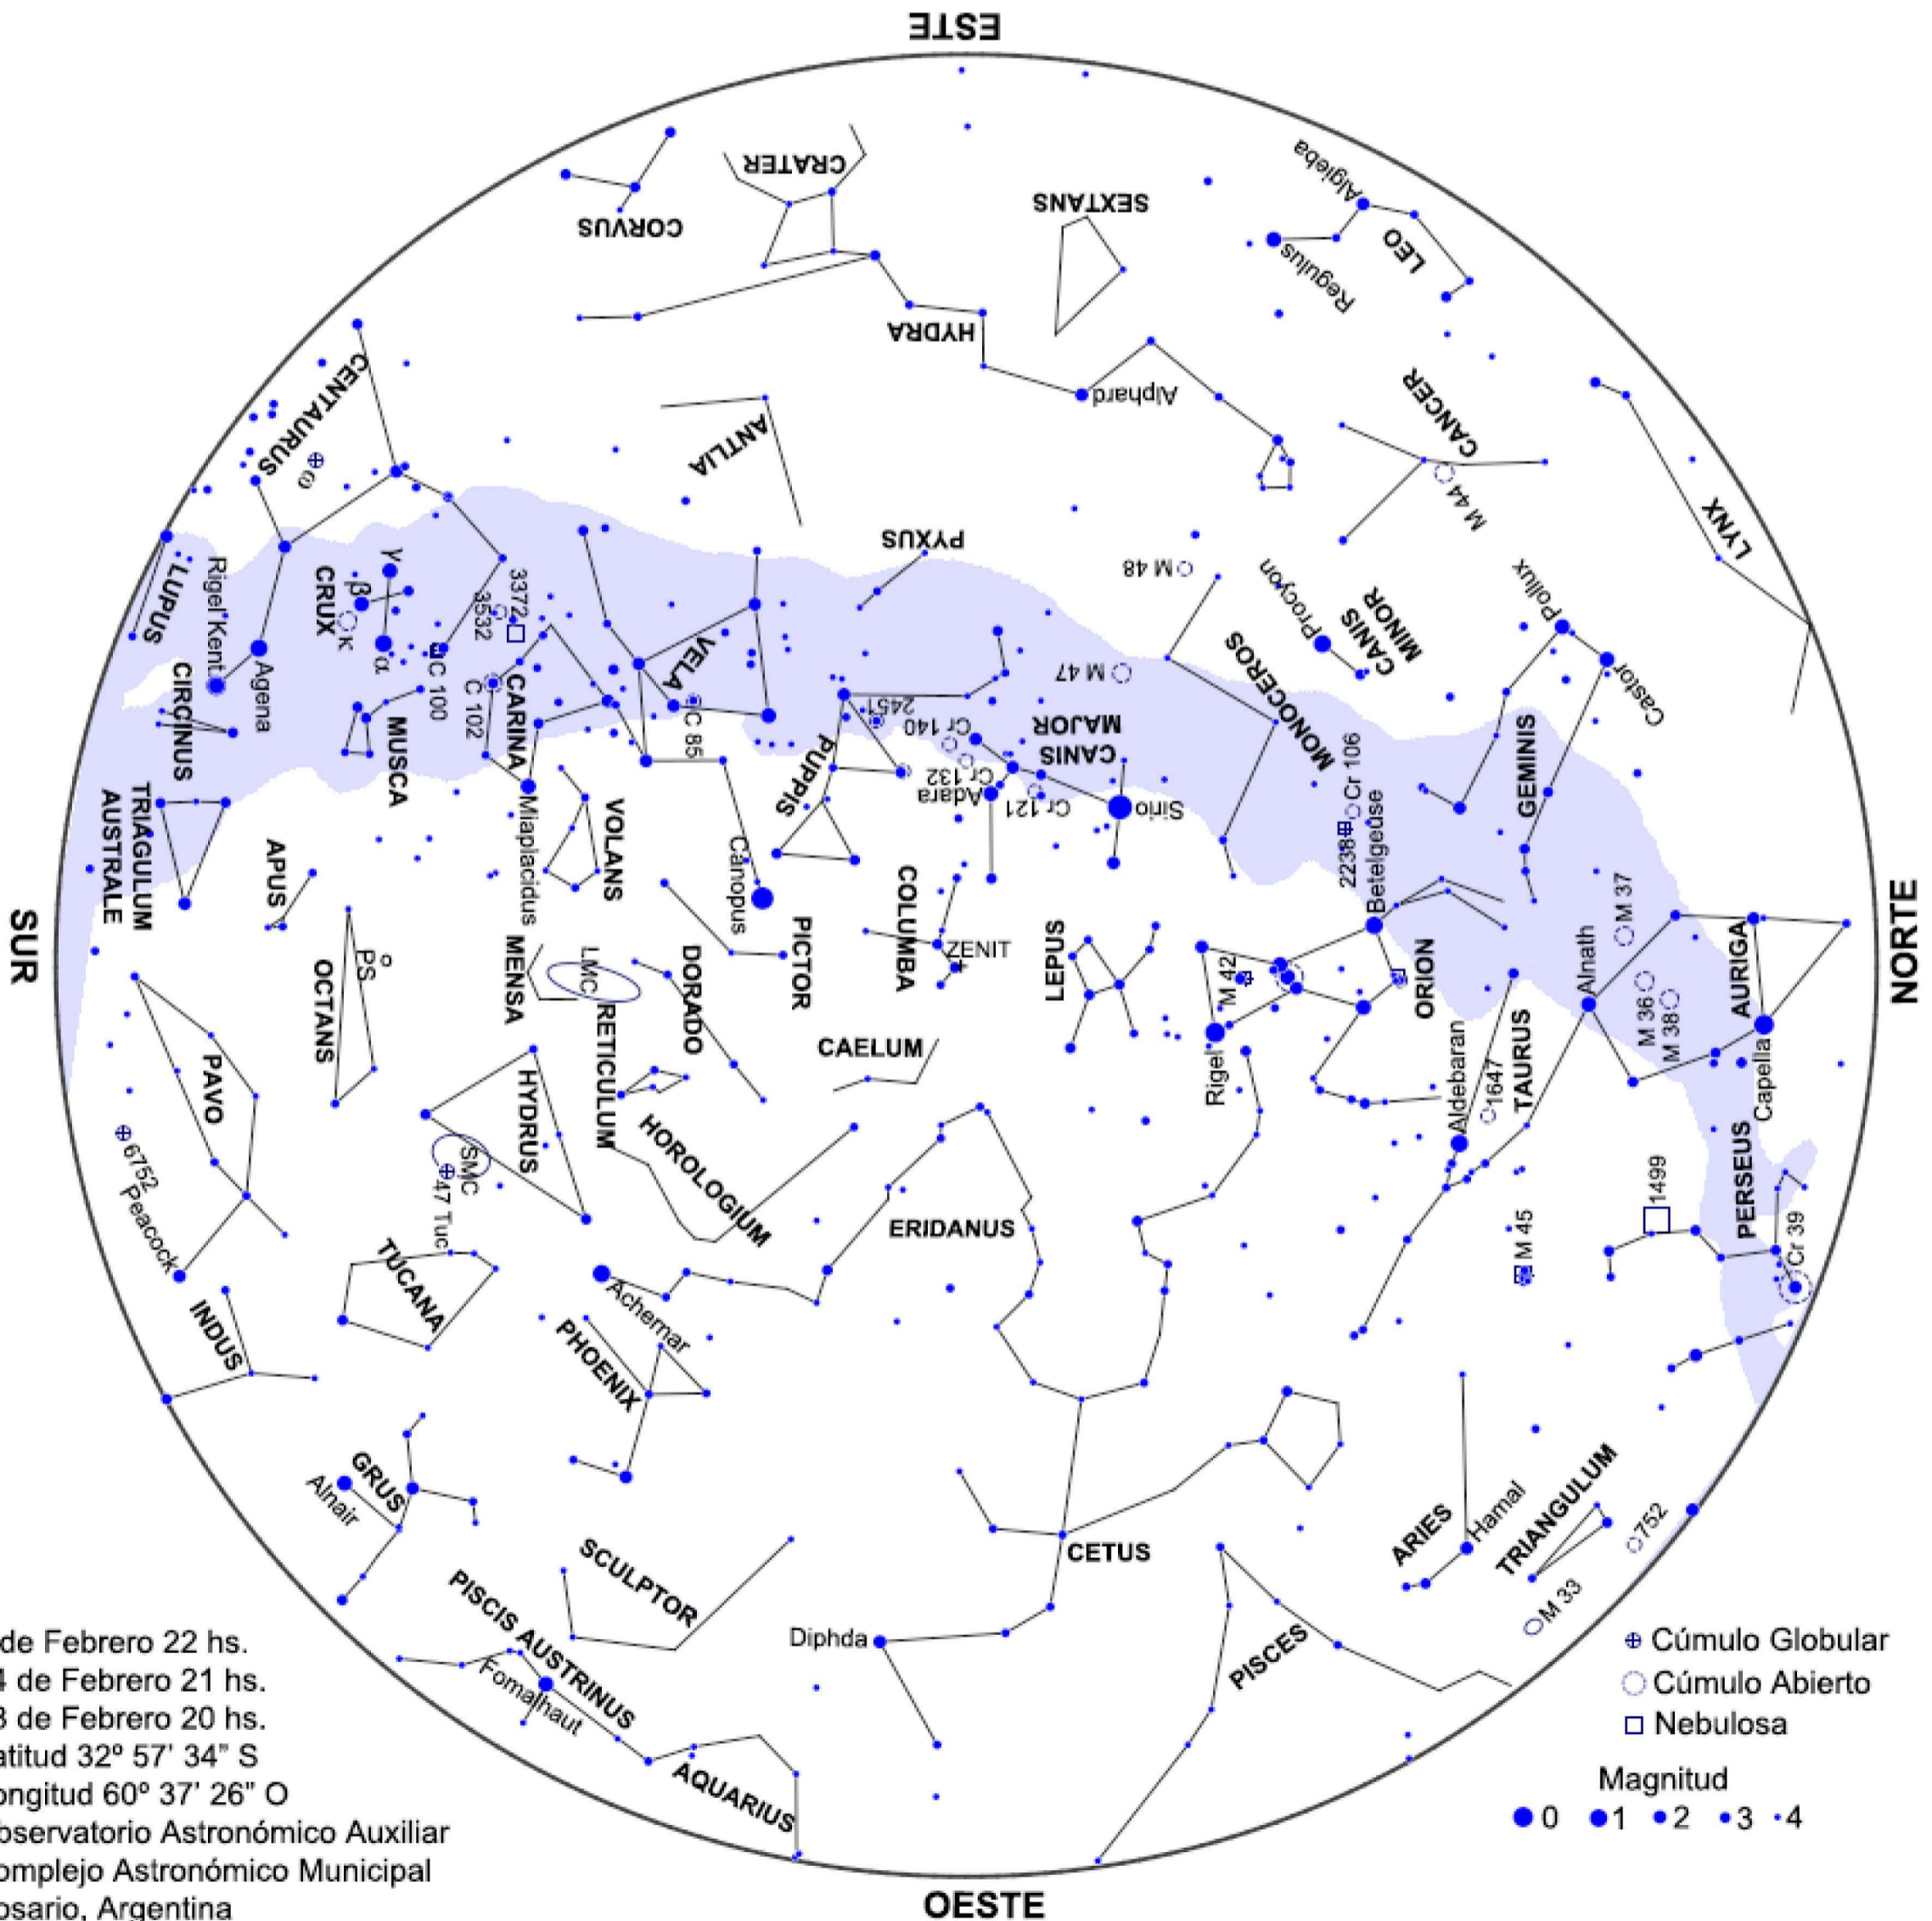 ESTE
CRATER
CORVUS
SEXTANS
Algieba
LEO
Regulus
HYDRA
Alphard
CENTAURUS
ω
ANTLIA
CANCER
M 44
LYNX
PYXUS
M 48
Procyon
CANIS
MINOR
Pollux
Castor
LUPUS
Rigel Kent.
Agena
CRUX
γ
β
κ
α
3372
3532
C 100
C 102
CARINA
VELA
C 85
CIRCINUS
MUSCA
2451
Cr 140
Cr 132
Adara
Cr 121
M 47
CANIS
MAJOR
Sirio
MONOCEROS
PUPPIS
GEMINIS
Cr 106
2238
Betelgeuse
TRIAGULUM
AUSTRALE
APUS
Miaplacidus
VOLANS
Canopus
COLUMBA
ZENIT
LEPUS
M 42
ORION
Alnath
M 37
M 36
M 38
AURIGA
Capella
SUR
NORTE
OCTANS
PS
MENSA
LMC
DORADO
PICTOR
CAELUM
Rigel
Aldebaran
1647
TAURUS
PAVO
6752
Peacock
HYDRUS
RETICULUM
HOROLOGIUM
SMC
47 Tuc
ERIDANUS
M 45
1499
PERSEUS
Cr 39
TUCANA
Achernar
PHOENIX
INDUS
GRUS
Alnair
SCULPTOR
CETUS
ARIES
Hamal
TRIANGULUM
752
M 33
PISCIS AUSTRINUS
Fomalhaut
Diphda
PISCES
AQUARIUS
OESTE
de Febrero 22 hs.
4 de Febrero 21 hs.
de Febrero 20 hs.
atitud 32º 57' 34" S
ongitud 60º 37' 26" O
bservatorio Astronómico Auxiliar
omplejo Astronómico Municipal
osario, Argentina
Cúmulo Globular
Cúmulo Abierto
Nebulosa
Magnitud
0 1 2 3 4